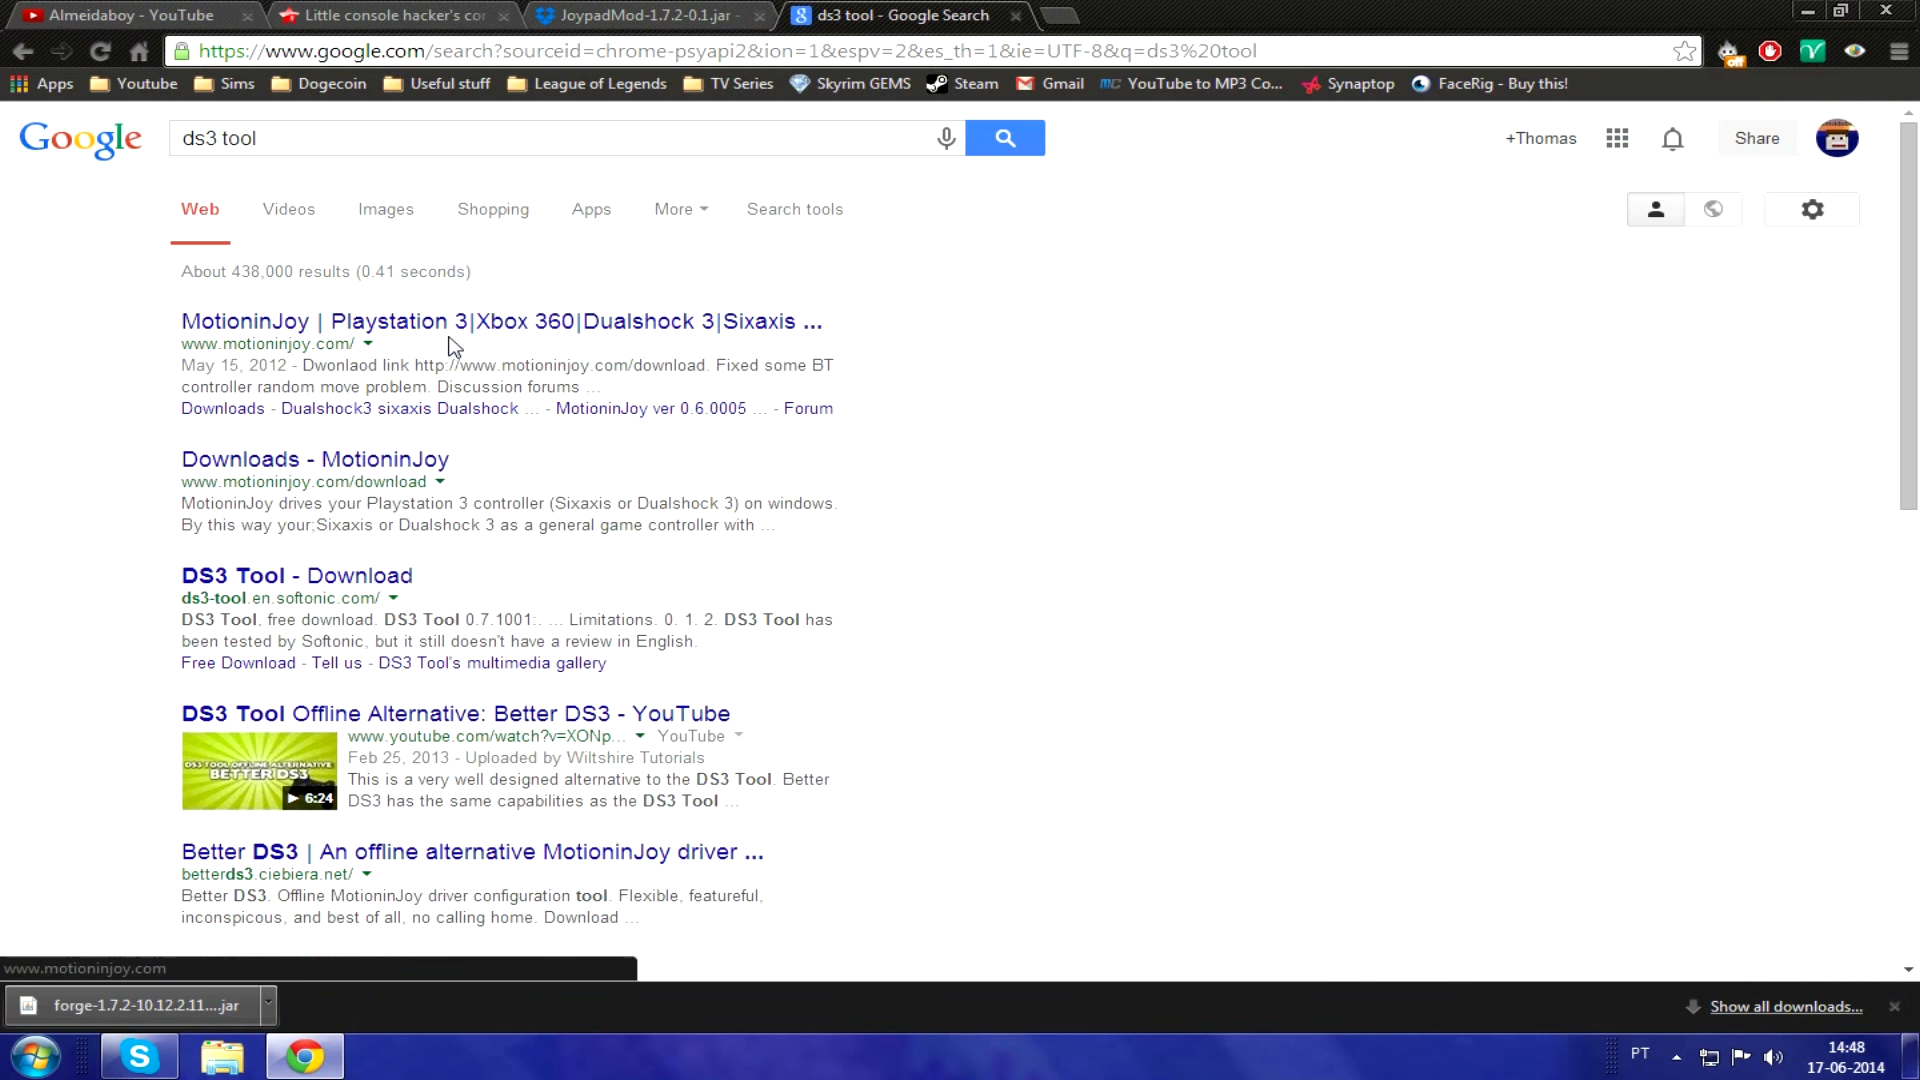 Almeidaboy - YouTube
Little console hacker's cor
JoypadMod-1.7.2-0.1.jar -
ds3 tool - Google Search
https://www.google.com/search?sourceid=chrome-psyapi2&ion=1&espv=2&es_th=1&ie=UTF-8&q=ds3%20tool
off
Apps
Youtube
Sims
Dogecoin
Useful stuff
League of Legends
TV Series
Skyrim GEMS
Steam
Gmail
YouTube to MP3 Co...
Synaptop
FaceRig - Buy this!
Google
ds3 tool
+Thomas
Share
Web
Videos
Images
Shopping
Apps
More
Search tools
About 438,000 results (0.41 seconds)
MotioninJoy | Playstation 3|Xbox 360|Dualshock 3|Sixaxis ...
www.motioninjoy.com/
May 15, 2012 - Dwonlaod link http://www.motioninjoy.com/download. Fixed some BT
controller random move problem. Discussion forums ...
Downloads - Dualshock3 sixaxis Dualshock ... - MotioninJoy ver 0.6.0005 ... - Forum
Downloads - MotioninJoy
www.motioninjoy.com/download
MotioninJoy drives your Playstation 3 controller (Sixaxis or Dualshock 3) on windows.
By this way your;Sixaxis or Dualshock 3 as a general game controller with ...
DS3 Tool - Download
ds3-tool.en.softonic.com/
DS3 Tool, free download. DS3 Tool 0.7.1001:. ... Limitations. 0. 1. 2. DS3 Tool has
been tested by Softonic, but it still doesn't have a review in English.
Free Download - Tell us - DS3 Tool's multimedia gallery
DS3 Tool Offline Alternative: Better DS3 - YouTube
www.youtube.com/watch?v=XONp... YouTube
Feb 25, 2013 - Uploaded by Wiltshire Tutorials
This is a very well designed alternative to the DS3 Tool. Better
DS3 has the same capabilities as the DS3 Tool ...
DS3 TOOL OFFLINE ALTERNATIVE
BETTER DS3
6:24
Better DS3 | An offline alternative MotioninJoy driver ...
betterds3.ciebiera.net/
Better DS3. Offline MotioninJoy driver configuration tool. Flexible, featureful,
inconspicous, and best of all, no calling home. Download ...
www.motioninjoy.com
forge-1.7.2-10.12.2.11....jar
Show all downloads...
PT
14:48
17-06-2014